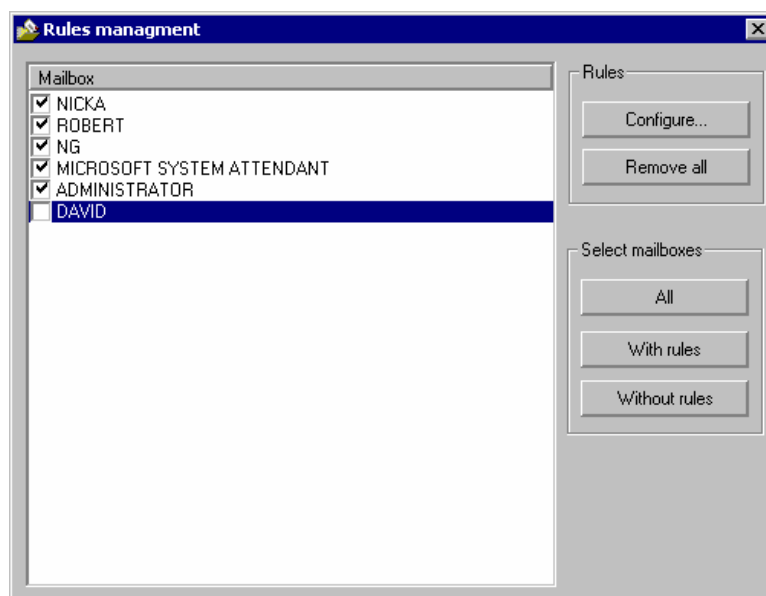 Rules managment
Mailbox
NICKA
ROBERT
NG
MICROSOFT SYSTEM ATTENDANT
ADMINISTRATOR
DAVID
Rules
Configure...
Remove all
Select mailboxes
All
With rules
Without rules